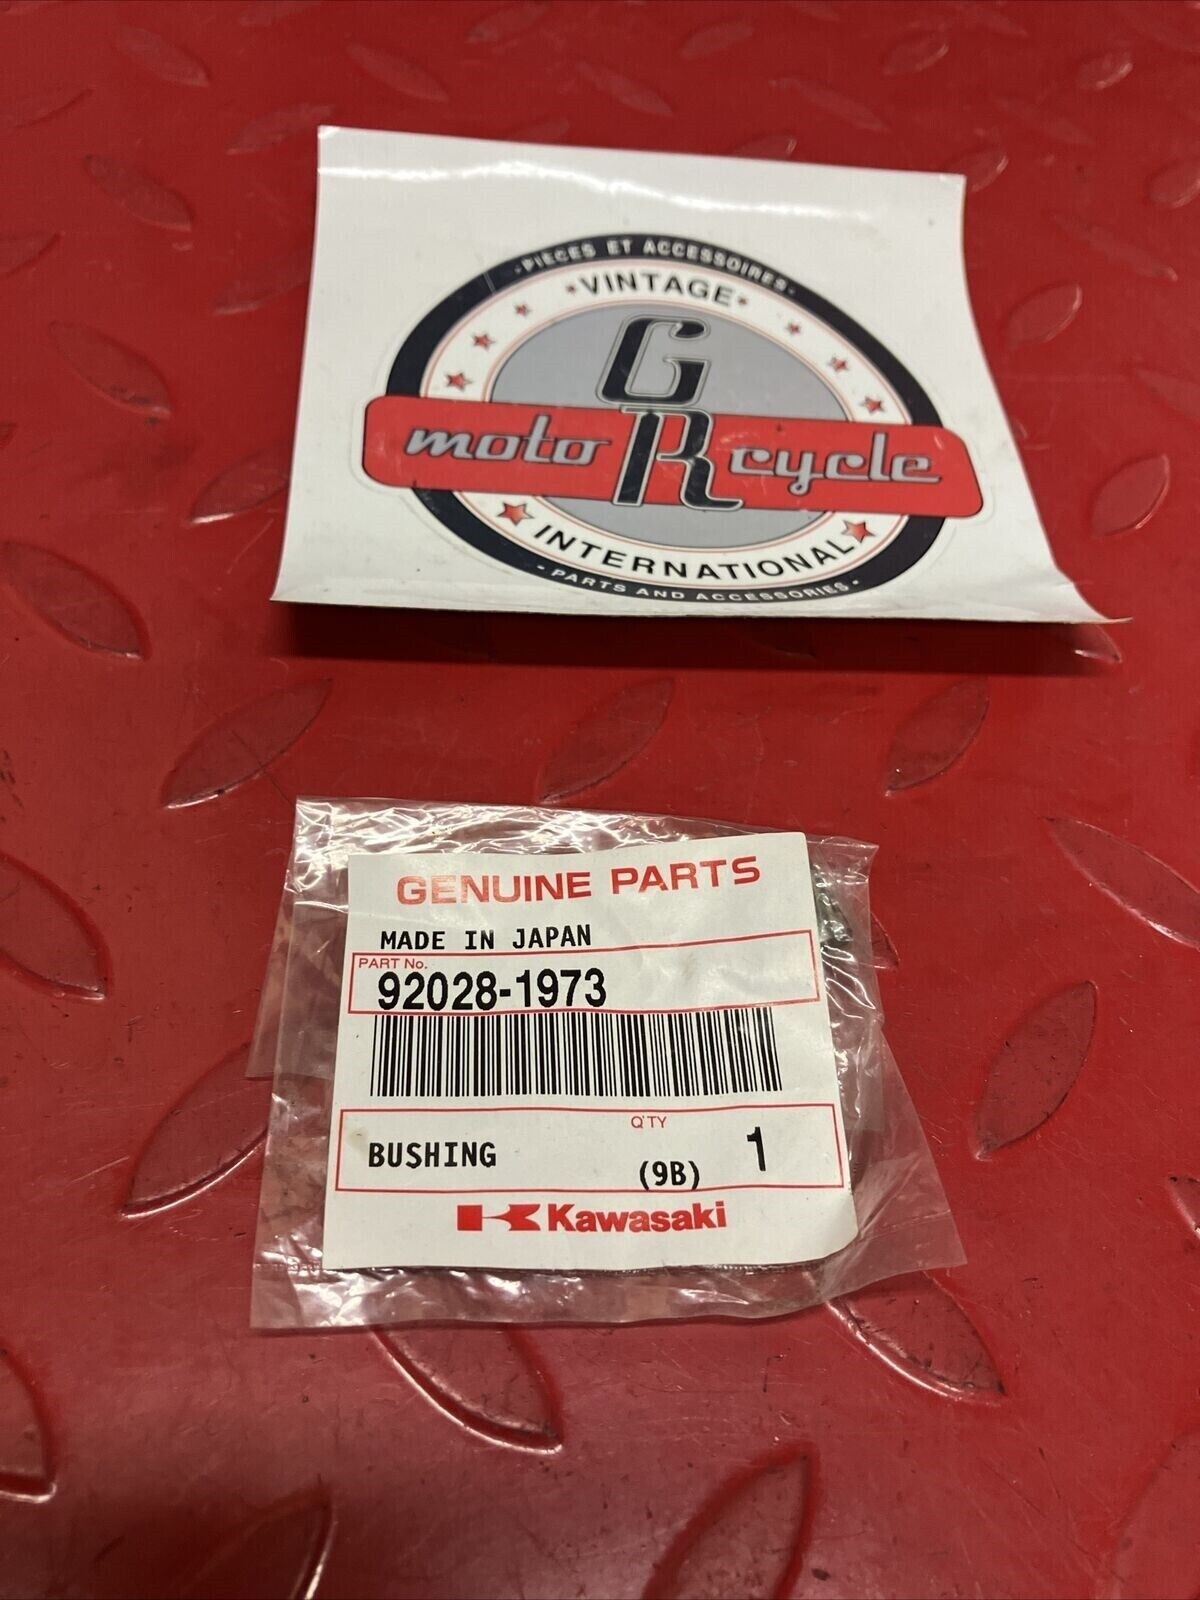 ·PIECES ET ACCESSOIRES·
·VINTAGE·
G
moto R cycle
INTERNATIONAL
·PARTS AND ACCESSORIES·
GENUINE PARTS
MADE IN JAPAN
PART No.
92028-1973
Q'TY
BUSHING (9B) 1
Kawasaki